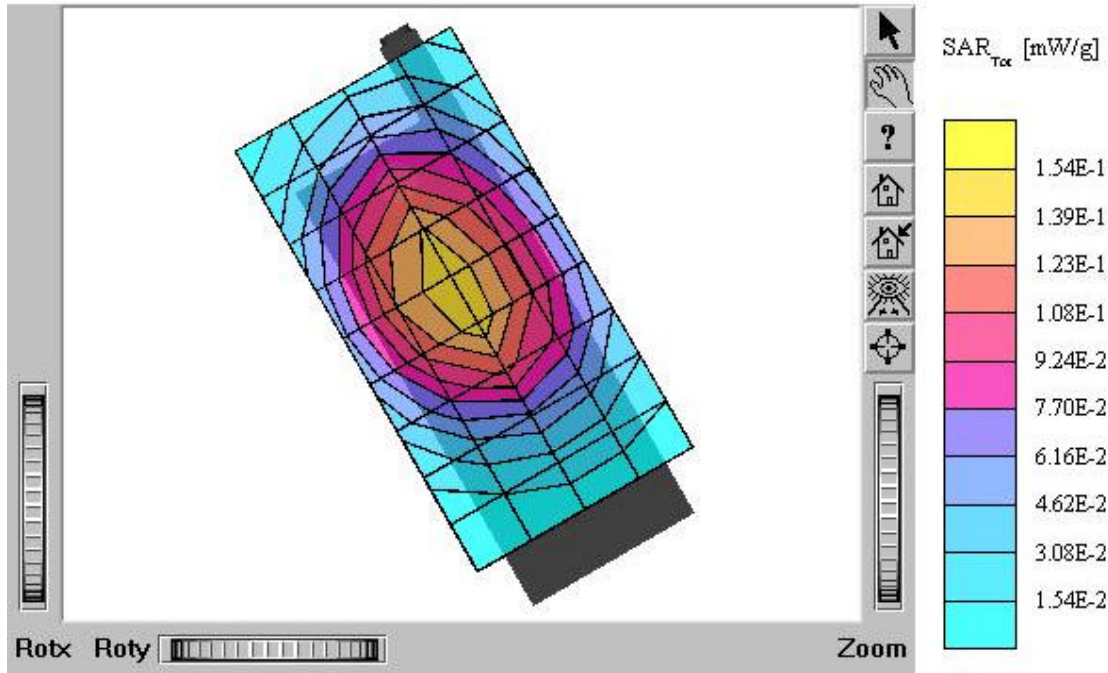 SAR_Tot [mW/g]
?
1.54E-1
1.39E-1
1.23E-1
1.08E-1
9.24E-2
7.70E-2
6.16E-2
4.62E-2
3.08E-2
1.54E-2
Rotx Roty Zoom